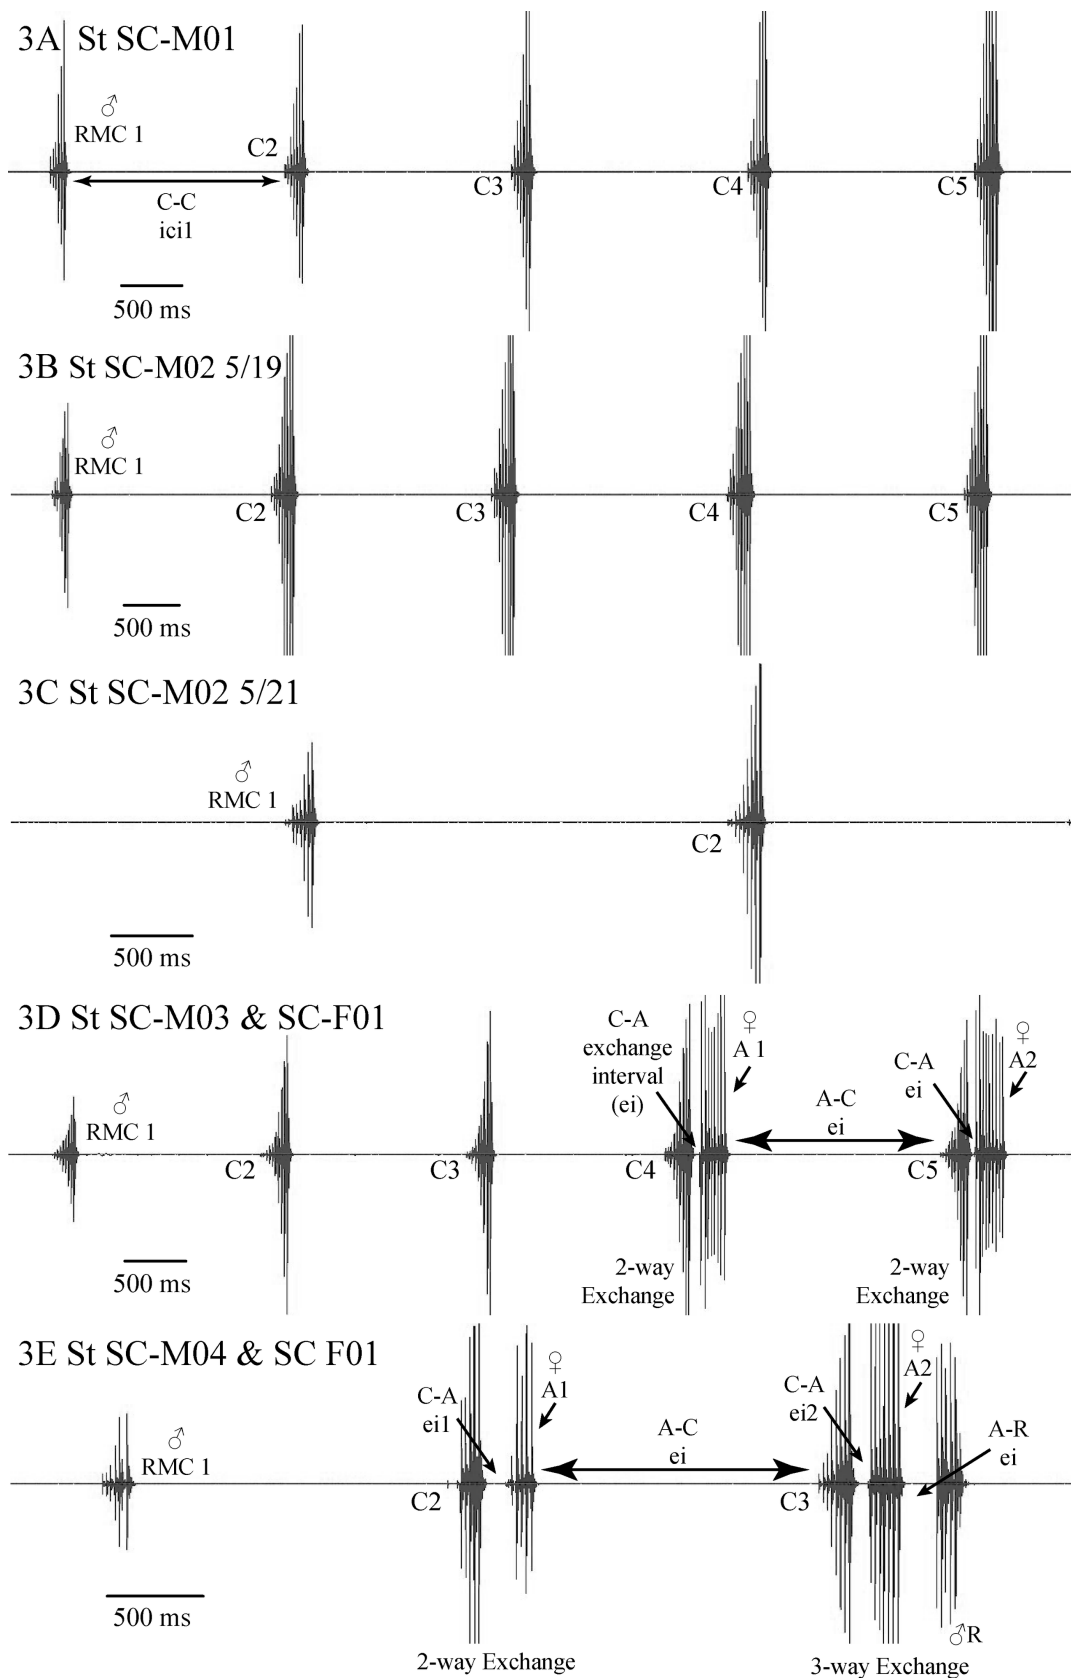 3A St SC-M01
♂
RMC 1
C2
C3
C4
C5
C-C
ici1
500 ms
3B St SC-M02 5/19
♂
RMC 1
C2
C3
C4
C5
500 ms
3C St SC-M02 5/21
♂
RMC 1
C2
500 ms
3D St SC-M03 & SC-F01
♂
RMC 1
C2
C3
C4
C5
C-A
exchange
interval
(ei)
♀
A 1
A-C
ei
C-A
ei
♀
A2
500 ms
2-way
Exchange
2-way
Exchange
3E St SC-M04 & SC F01
♂
RMC 1
C2
C-A
ei1
♀
A1
A-C
ei
C3
C-A
ei2
♀
A2
A-R
ei
500 ms
♂R
2-way Exchange
3-way Exchange